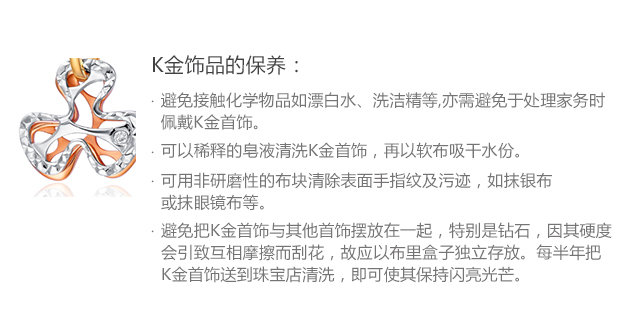 K金饰品的保养：
· 避免接触化学物品如漂白水、洗洁精等,亦需避免于处理家务时
佩戴K金首饰。
· 可以稀释的皂液清洗K金首饰，再以软布吸干水份。
· 可用非研磨性的布块清除表面手指纹及污迹，如抹银布
或抹眼镜布等。
· 避免把K金首饰与其他首饰摆放在一起，特别是钻石，因其硬度
会引致互相摩擦而刮花，故应以布里盒子独立存放。每半年把
K金首饰送到珠宝店清洗，即可使其保持闪亮光芒。